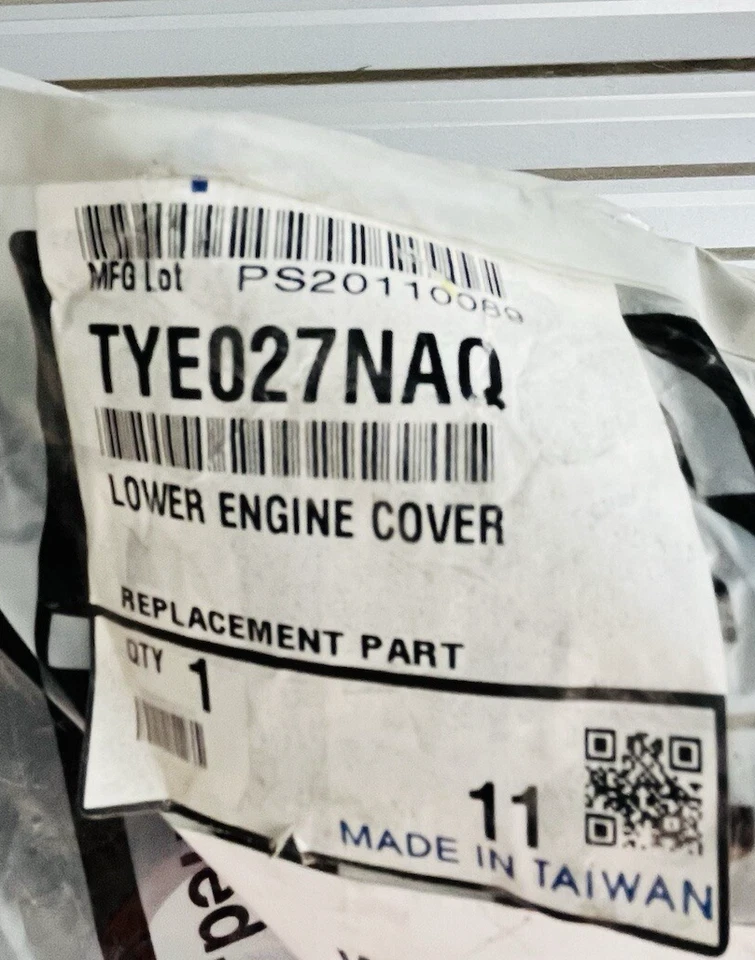 MFG Lot PS20110089
TYE027NAQ
LOWER ENGINE COVER
REPLACEMENT PART
QTY 1
11
MADE IN TAIWAN